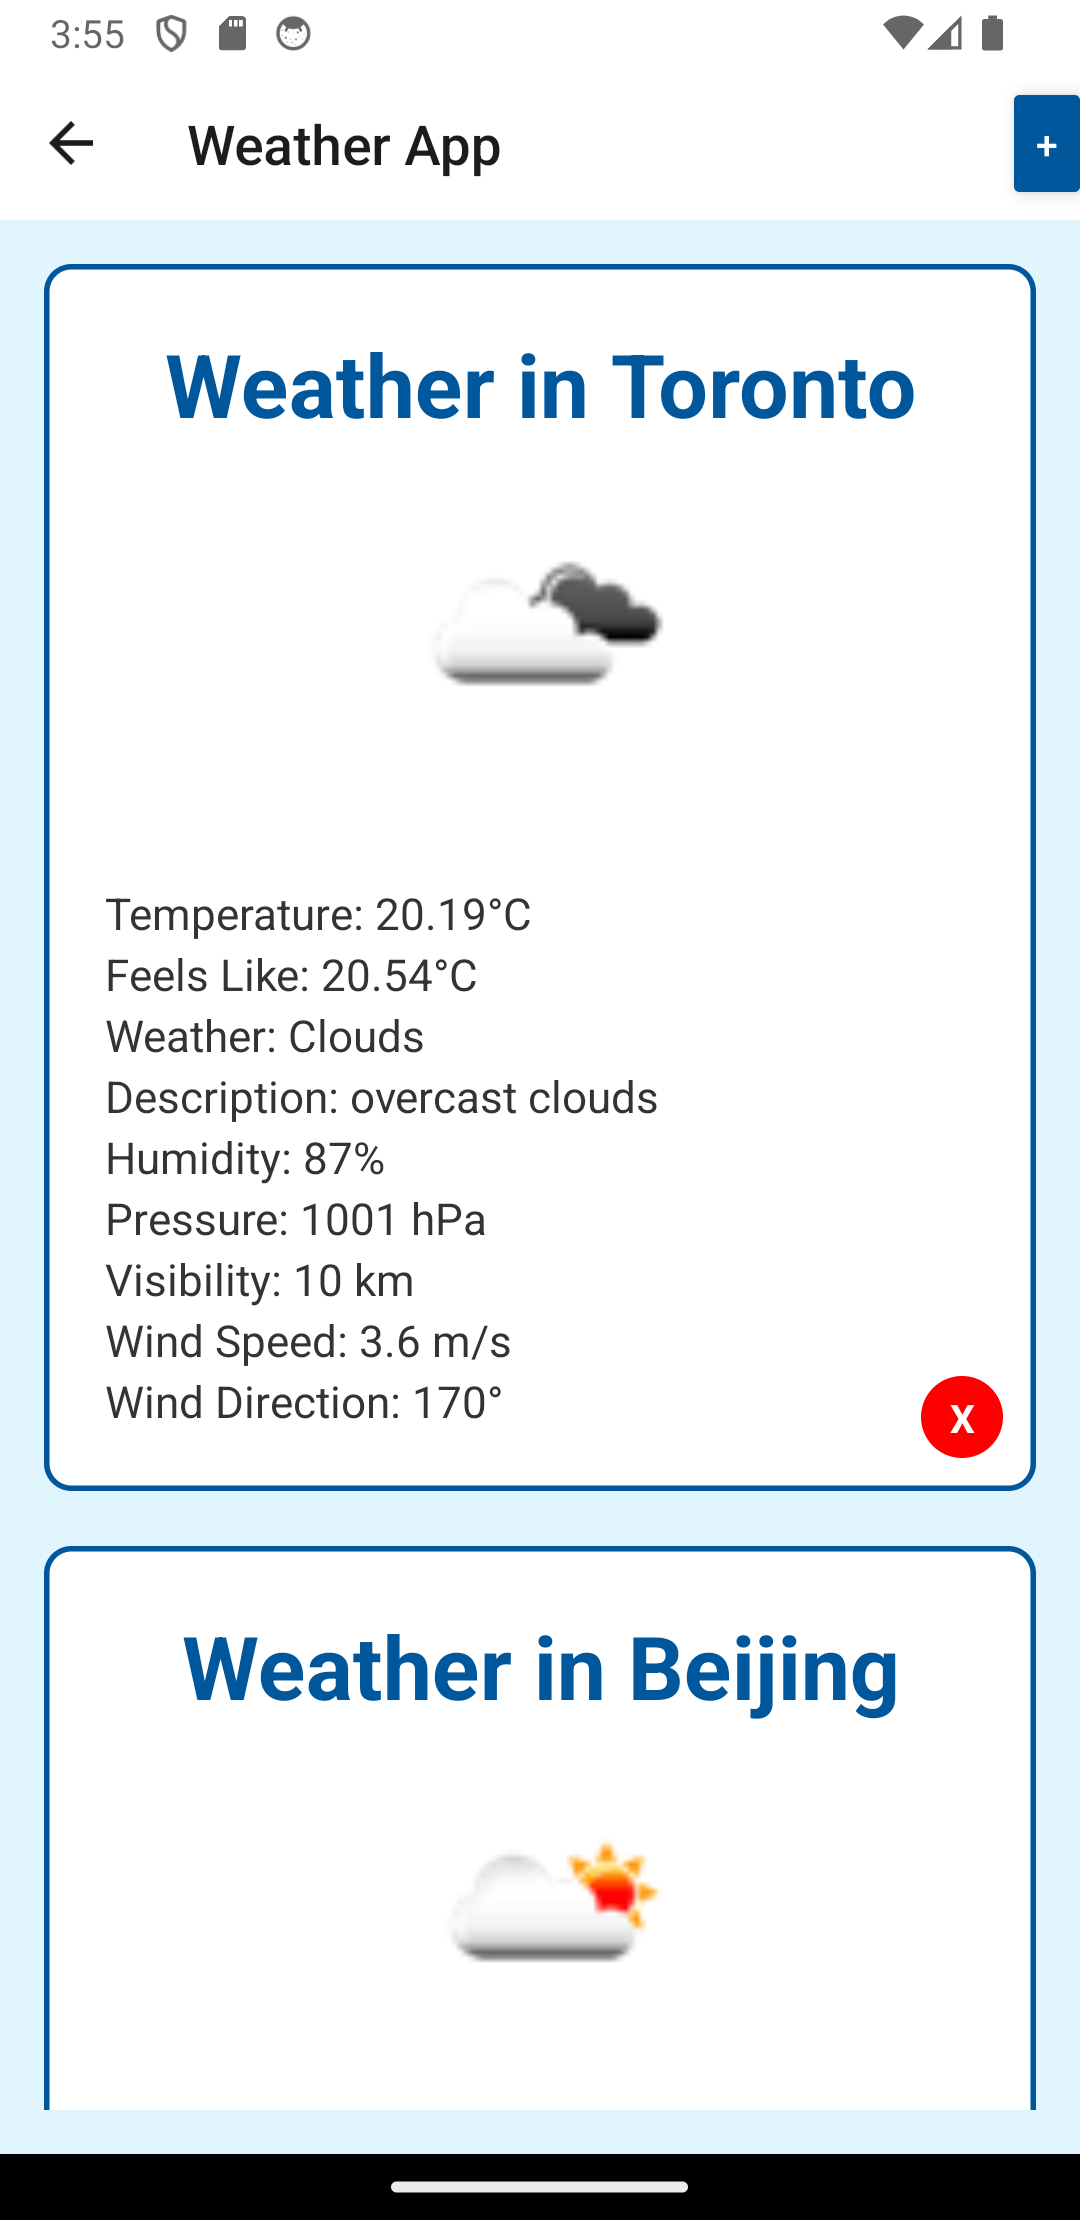 3:55
Weather App
+
Weather in Toronto
Temperature: 20.19°C
Feels Like: 20.54°C
Weather: Clouds
Description: overcast clouds
Humidity: 87%
Pressure: 1001 hPa
Visibility: 10 km
Wind Speed: 3.6 m/s
Wind Direction: 170°
X
Weather in Beijing